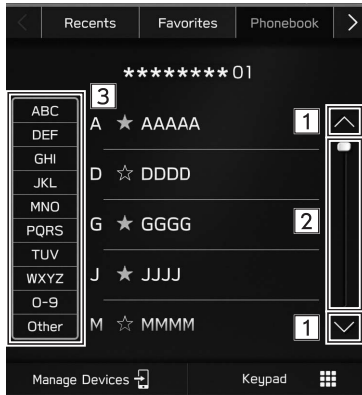 Recents Favorites Phonebook
********01
3
ABC
DEF
GHI
JKL
MNO
PQRS
TUV
WXYZ
0-9
Other
A ★ AAAAA 1
D ☆ DDDD
G ★ GGGG 2
J ★ JJJJ
M ☆ MMMM 1
Manage Devices Keypad